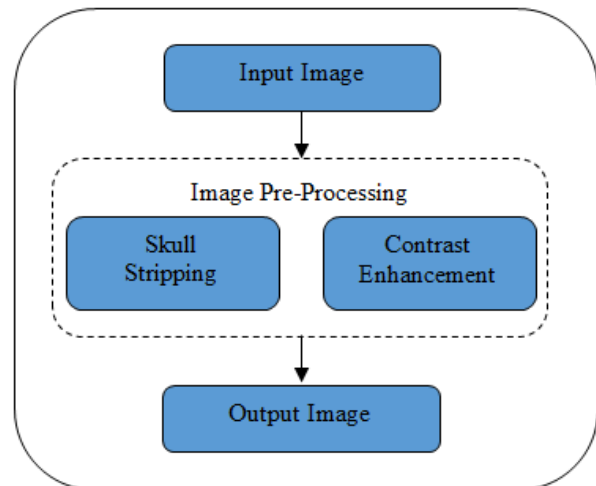 Input Image
Image Pre-Processing
Skull
Stripping
Contrast
Enhancement
Output Image